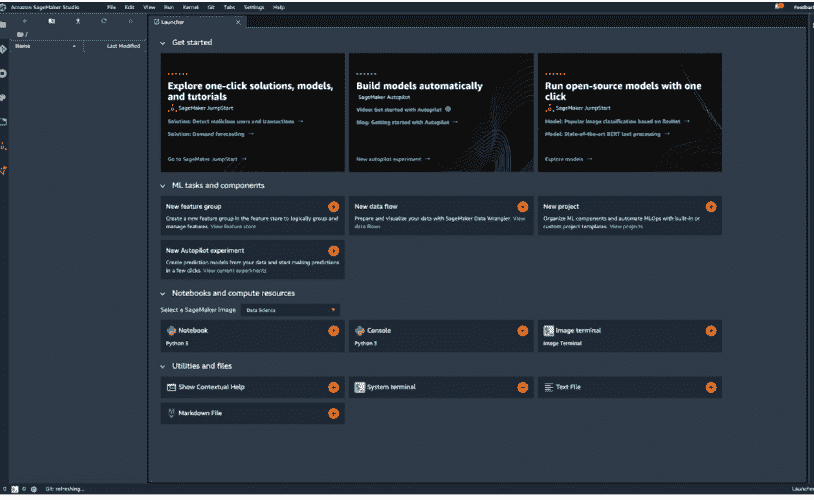 Amazon SageMaker Studio File Edit View Run Kernel Git Tabs Settings Help Feedback
Launcher
/
Name Last Modified
Get started
Explore one-click solutions, models,
and tutorials
SageMaker JumpStart
Solution: Detect malicious users and transactions →
Solution: Demand forecasting →
Go to SageMaker JumpStart →
Build models automatically
SageMaker Autopilot
Video: Get started with Autopilot
Blog: Getting started with Autopilot →
New autopilot experiment →
Run open-source models with one
click
SageMaker JumpStart
Model: Popular image classification based on ResNet →
Model: State-of-the-art BERT text processing →
Explore models →
ML tasks and components
New feature group
Create a new feature group in the feature store to logically group and
manage features. View feature store
New data flow
Prepare and visualize your data with SageMaker Data Wrangler. View
data flows
New project
Organize ML components and automate MLOps with built-in or
custom project templates. View projects
New Autopilot experiment
Create prediction models from your data and start making predictions
in a few clicks. View current experiments
Notebooks and compute resources
Select a SageMaker image Data Science
Notebook
Python 3
Console
Python 3
Image terminal
Image Terminal
Utilities and files
Show Contextual Help
System terminal
Text File
Markdown File
0 6 Git: refreshing... Launcher